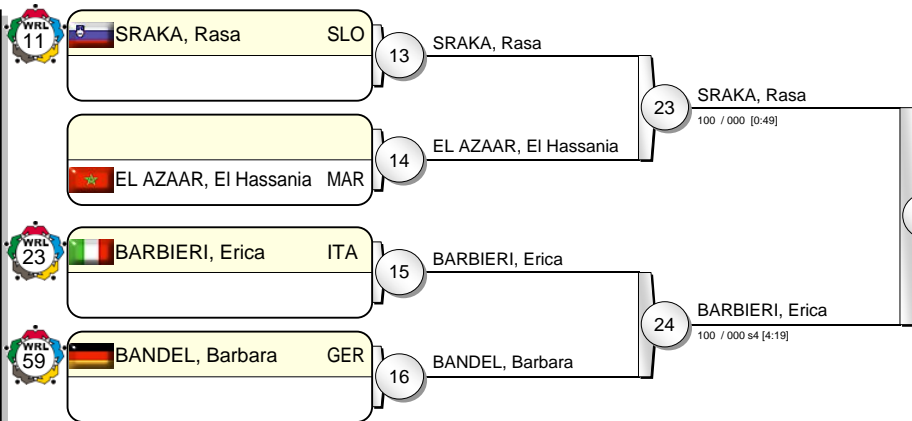 WRL
11
SRAKA, Rasa SLO
13
SRAKA, Rasa
23
SRAKA, Rasa
100 / 000 [0:49]
EL AZAAR, El Hassania MAR
14
EL AZAAR, El Hassania
WRL
23
BARBIERI, Erica ITA
15
BARBIERI, Erica
24
BARBIERI, Erica
100 / 000 s4 [4:19]
WRL
59
BANDEL, Barbara GER
16
BANDEL, Barbara